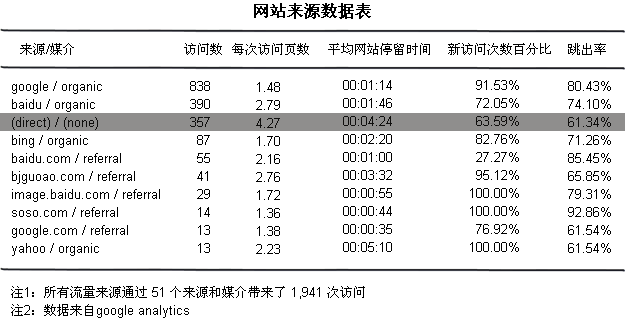 网站来源数据表
来源/媒介 访问数 每次访问页数 平均网站停留时间 新访问次数百分比 跳出率
google / organic 838 1.48 00:01:14 91.53% 80.43%
baidu / organic 390 2.79 00:01:46 72.05% 74.10%
(direct) / (none) 357 4.27 00:04:24 63.59% 61.34%
bing / organic 87 1.70 00:02:20 82.76% 71.26%
baidu.com / referral 55 2.16 00:01:00 27.27% 85.45%
bjguoao.com / referral 41 2.76 00:03:32 95.12% 65.85%
image.baidu.com / referral 29 1.72 00:00:55 100.00% 79.31%
soso.com / referral 14 1.36 00:00:44 100.00% 92.86%
google.com / referral 13 1.38 00:00:35 76.92% 61.54%
yahoo / organic 13 2.23 00:05:10 100.00% 61.54%
注1：所有流量来源通过 51 个来源和媒介带来了 1,941 次访问
注2：数据来自google analytics